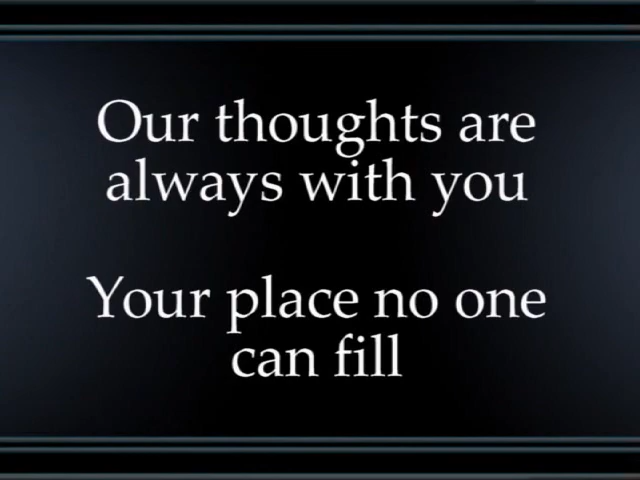 Our thoughts are
always with you
Your place no one
can fill